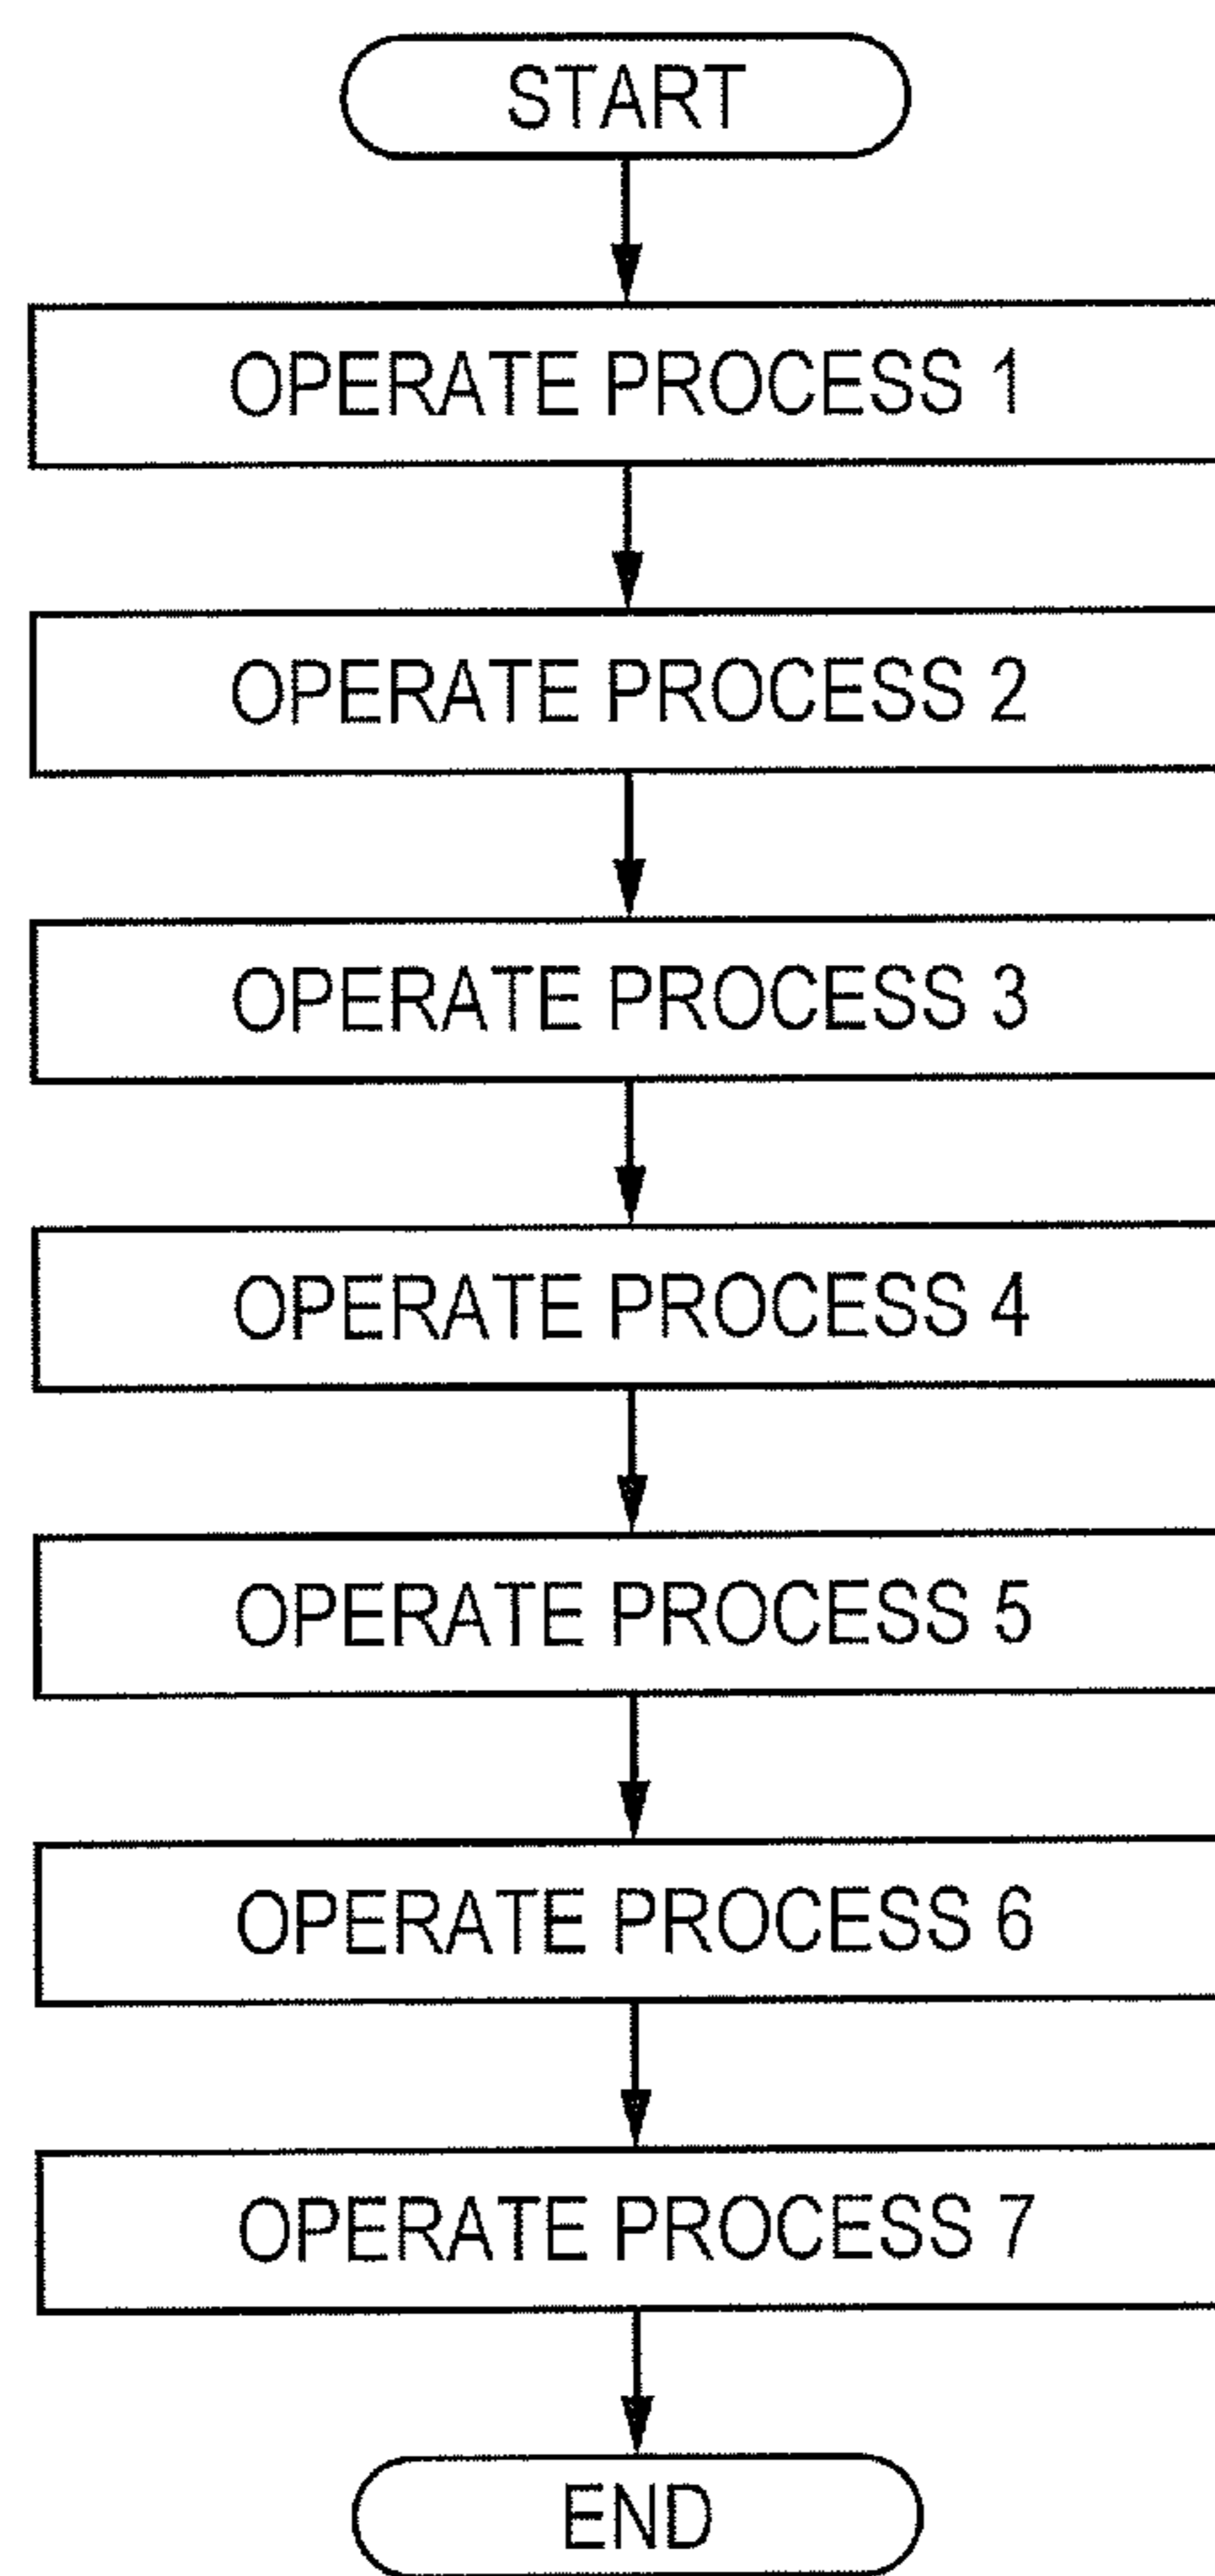 START
OPERATE PROCESS 1
OPERATE PROCESS 2
OPERATE PROCESS 3
OPERATE PROCESS 4
OPERATE PROCESS 5
OPERATE PROCESS 6
OPERATE PROCESS 7
END